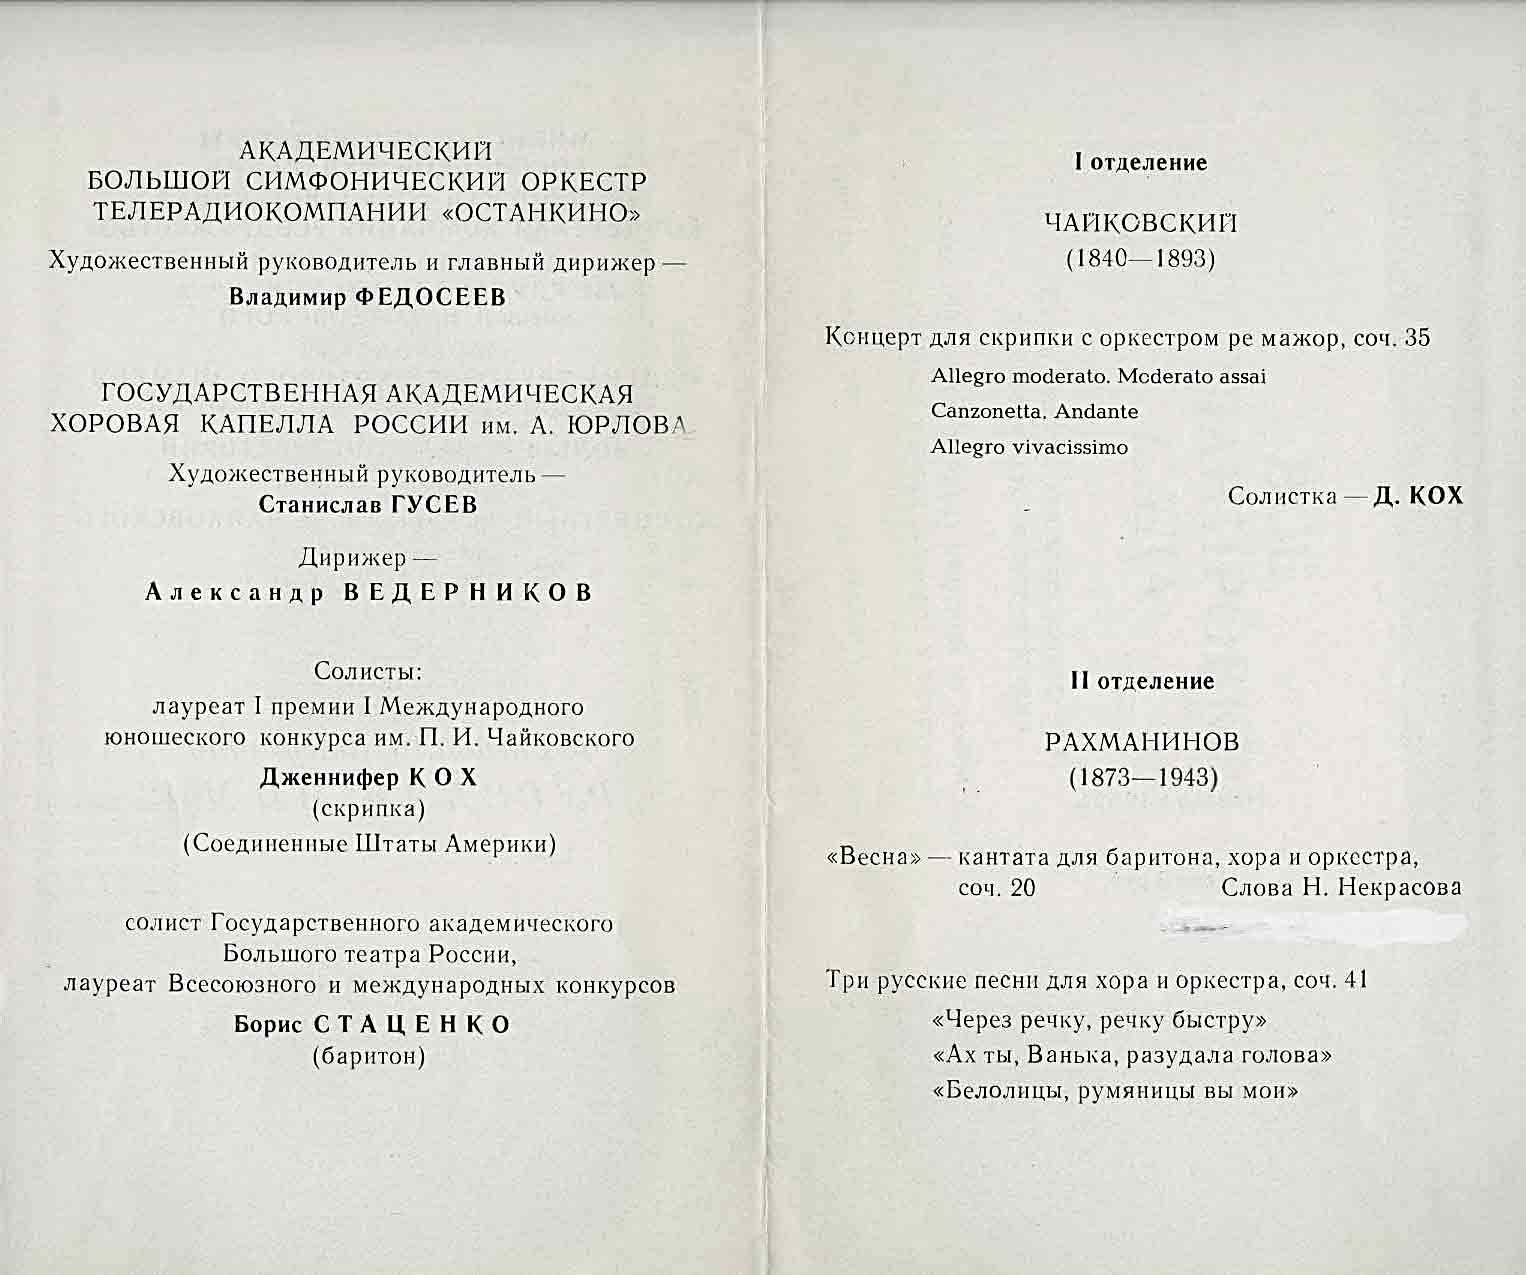 АКАДЕМИЧЕСКИЙ
БОЛЬШОЙ СИМФОНИЧЕСКИЙ ОРКЕСТР
ТЕЛЕРАДИОКОМПАНИИ «ОСТАНКИНО»
Художественный руководитель и главный дирижер —
Владимир ФЕДОСЕЕВ
ГОСУДАРСТВЕННАЯ АКАДЕМИЧЕСКАЯ
ХОРОВАЯ КАПЕЛЛА РОССИИ им. А. ЮРЛОВА
Художественный руководитель —
Станислав ГУСЕВ
Дирижер —
Александр ВЕДЕРНИКОВ
Солисты:
лауреат I премии I Международного
юношеского конкурса им. П. И. Чайковского
Дженнифер КОХ
(скрипка)
(Соединенные Штаты Америки)
солист Государственного академического
Большого театра России,
лауреат Всесоюзного и международных конкурсов
Борис СТАЦЕНКО
(баритон)
I отделение
ЧАЙКОВСКИЙ
(1840—1893)
Концерт для скрипки с оркестром ре мажор, соч. 35
Allegro moderato. Moderato assai
Canzonetta. Andante
Allegro vivacissimo
Солистка — Д. КОХ
II отделение
РАХМАНИНОВ
(1873—1943)
«Весна» — кантата для баритона, хора и оркестра,
соч. 20 Слова Н. Некрасова
Три русские песни для хора и оркестра, соч. 41
«Через речку, речку быстру»
«Ах ты, Ванька, разудала голова»
«Белолицы, румяницы вы мои»